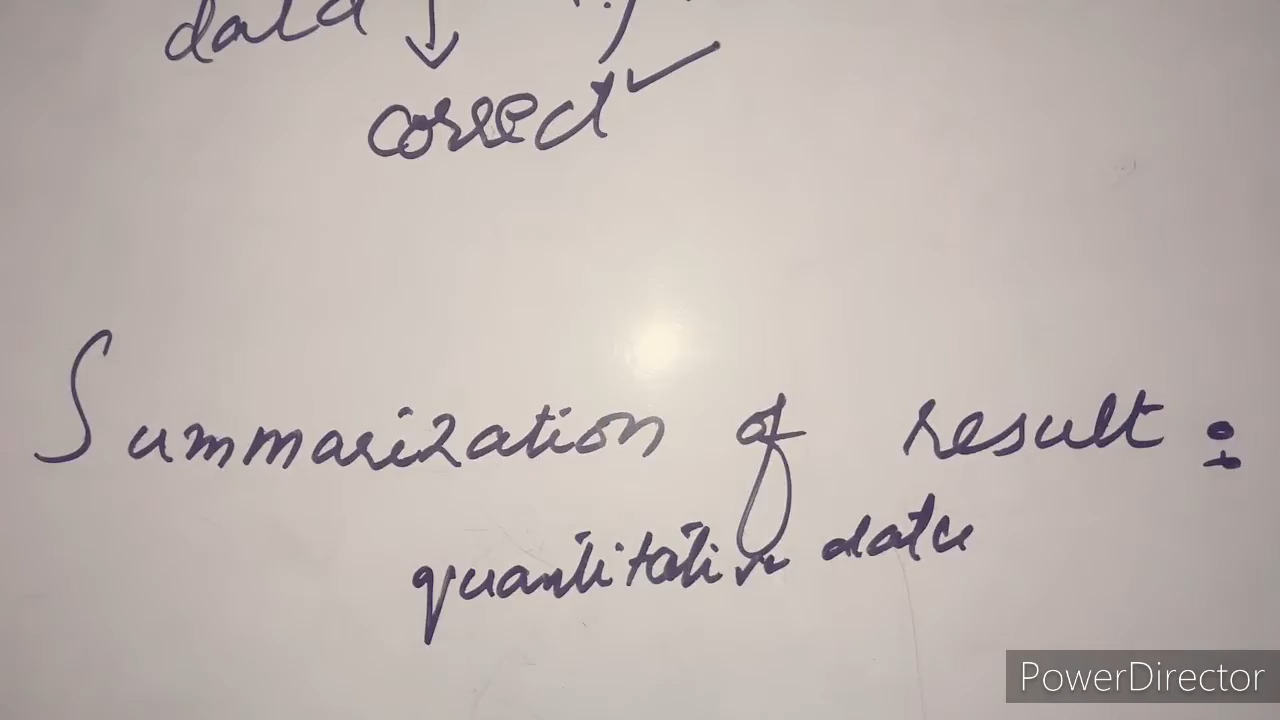 data
correct
Summarization of result :
quantitative data
PowerDirector